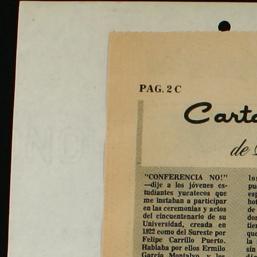 PAG. 2 C
Carta
de
"CONFERENCIA NO!"
—dije a los jóvenes es-
tudiantes yucatecos que
me instaban a participar
en las ceremonias y actos
del cincuentenario de su
Universidad, creada en
1922 como del Sureste por
Felipe Carrillo Puerto.
Hablaba por ellos Ermilo
García Montalvo, y los